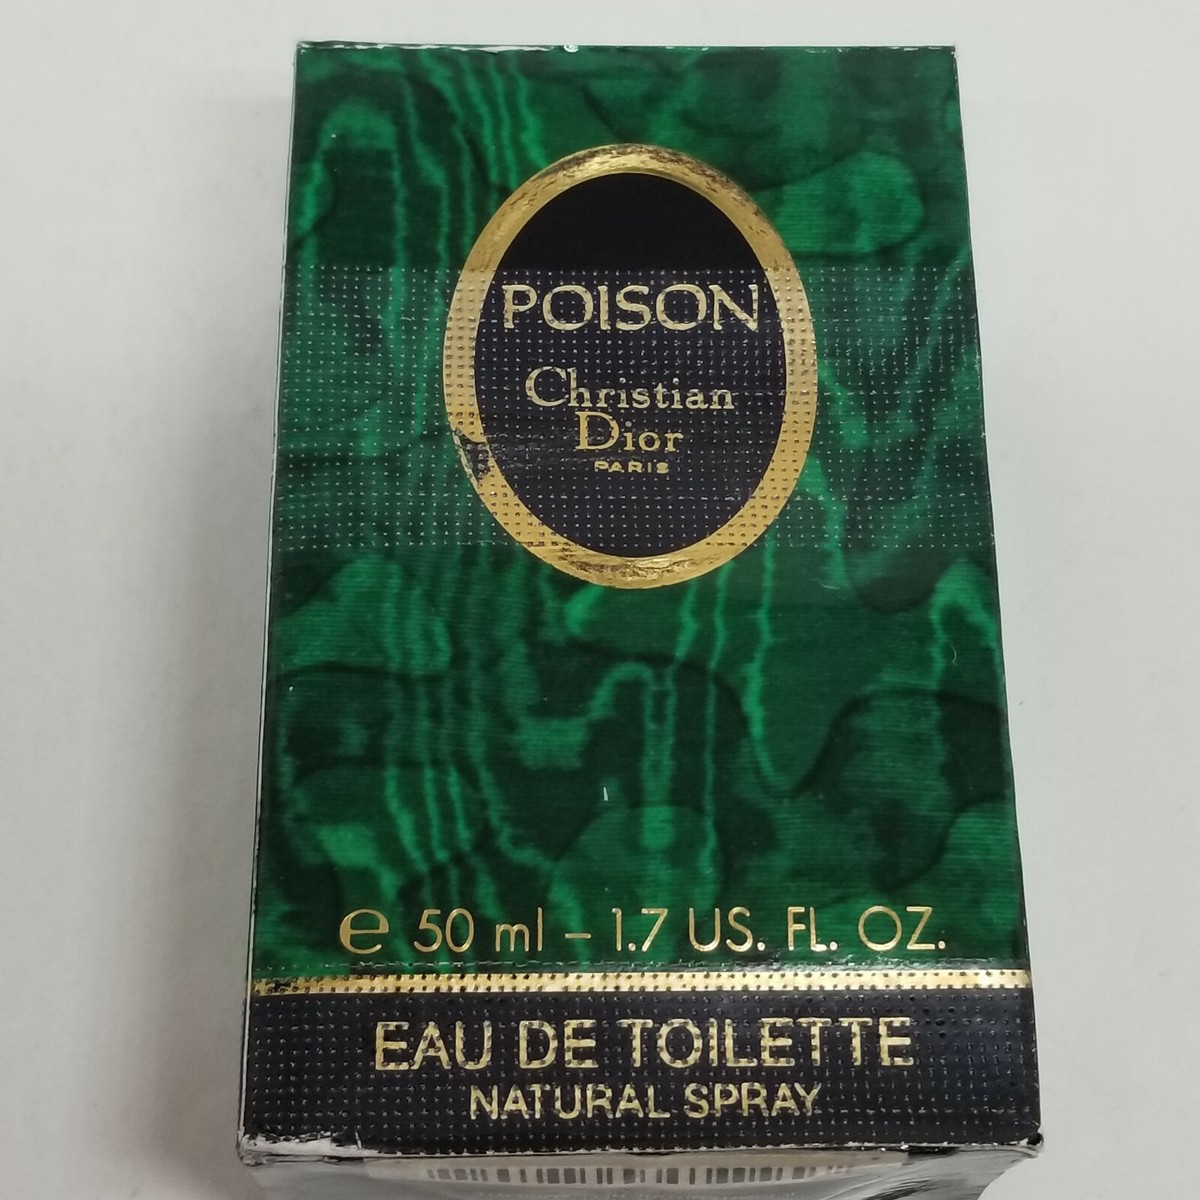 POISON
Christian
Dior
PARIS
e 50 ml – 1.7 US. FL. OZ.
EAU DE TOILETTE
NATURAL SPRAY